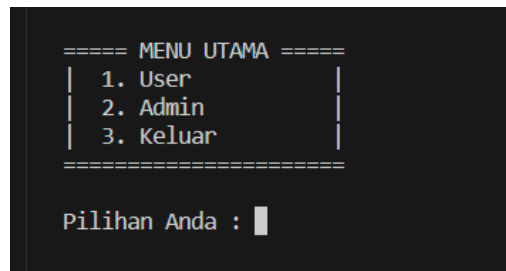 ===== MENU UTAMA =====
|  1. User           |
|  2. Admin          |
|  3. Keluar         |
======================
Pilihan Anda :